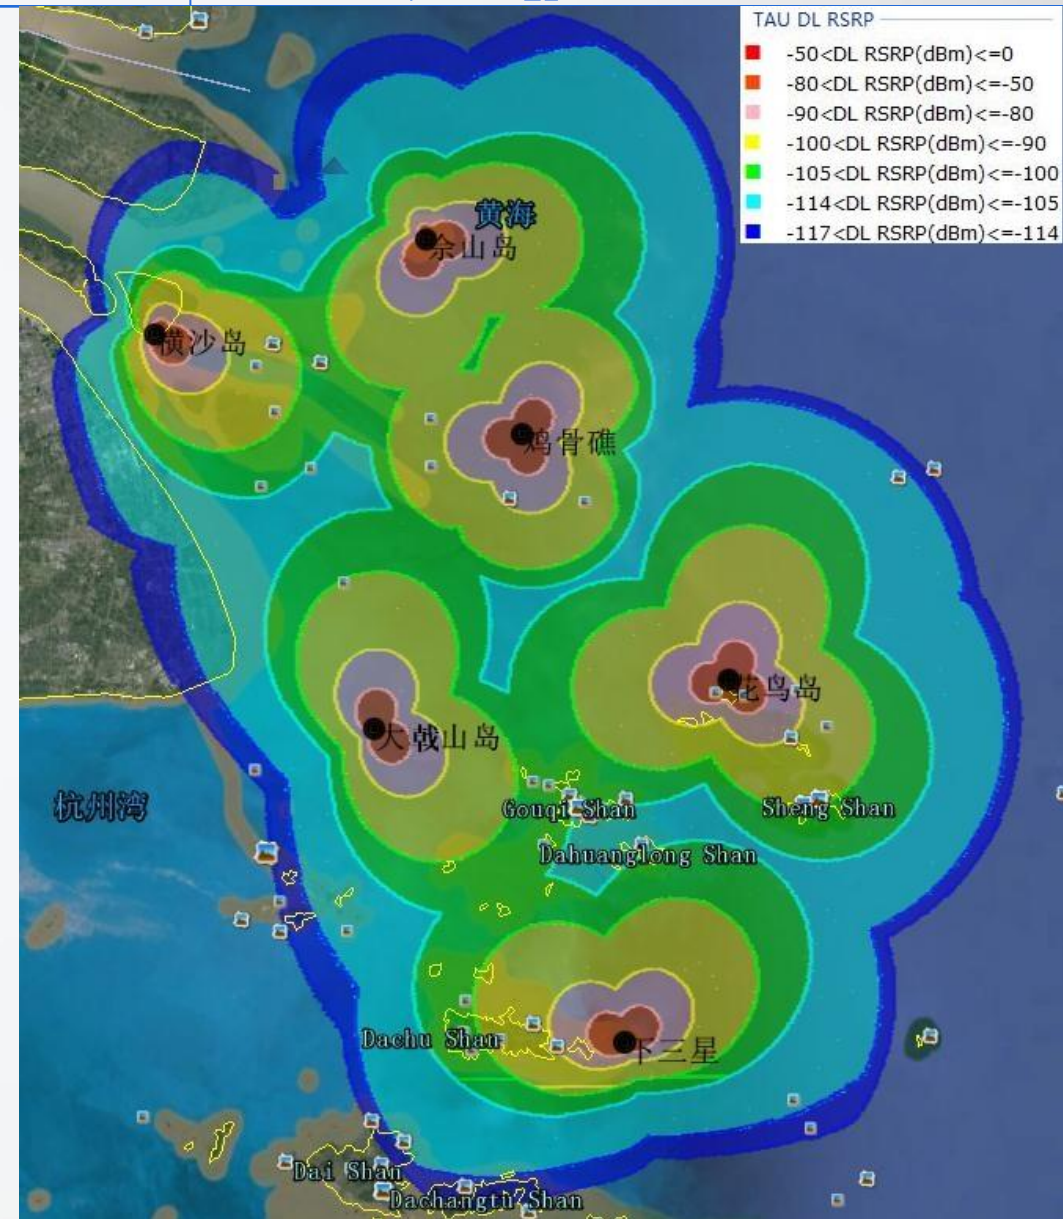 TAU DL RSRP
-50<DL RSRP(dBm)<=0
-80<DL RSRP(dBm)<=-50
-90<DL RSRP(dBm)<=-80
-100<DL RSRP(dBm)<=-90
-105<DL RSRP(dBm)<=-100
-114<DL RSRP(dBm)<=-105
-117<DL RSRP(dBm)<=-114
黄海
佘山岛
横沙岛
鸡骨礁
花鸟岛
大戟山岛
杭州湾
Gouqi Shan
Sheng Shan
Dahuanglong Shan
Dachu Shan
下三星
Dai Shan
Dachangtu Shan